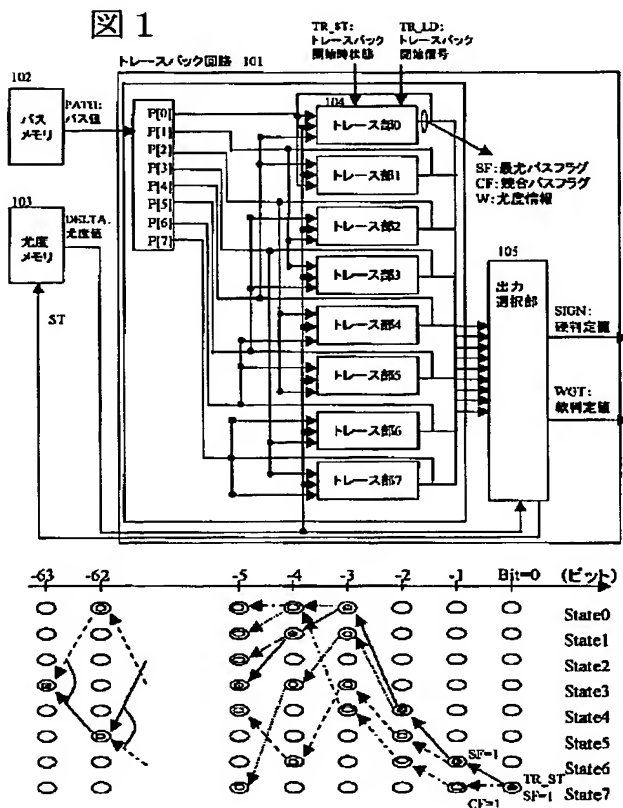 図1
TR_ST:
トレースバック
開始時状態
TR_LD:
トレースバック
開始信号
トレースバック回路 101
102
パス
メモリ
PATH:
パス値
103
尤度
メモリ
DELTA:
尤度値
ST
P[0]
P[1]
P[2]
P[3]
P[4]
P[5]
P[6]
P[7]
104
トレース部0
トレース部1
トレース部2
トレース部3
トレース部4
トレース部5
トレース部6
トレース部7
SF:最尤パスフラグ
CF:競合パスフラグ
W:尤度情報
105
出力
選択部
SIGN:
硬判定値
WGT:
軟判定値
-63 -62 -5 -4 -3 -2 -1 Bit=0 (ビット)
State0
State1
State2
State3
State4
State5
State6
State7
SF=1
TR_ST
SF=1
CF=1